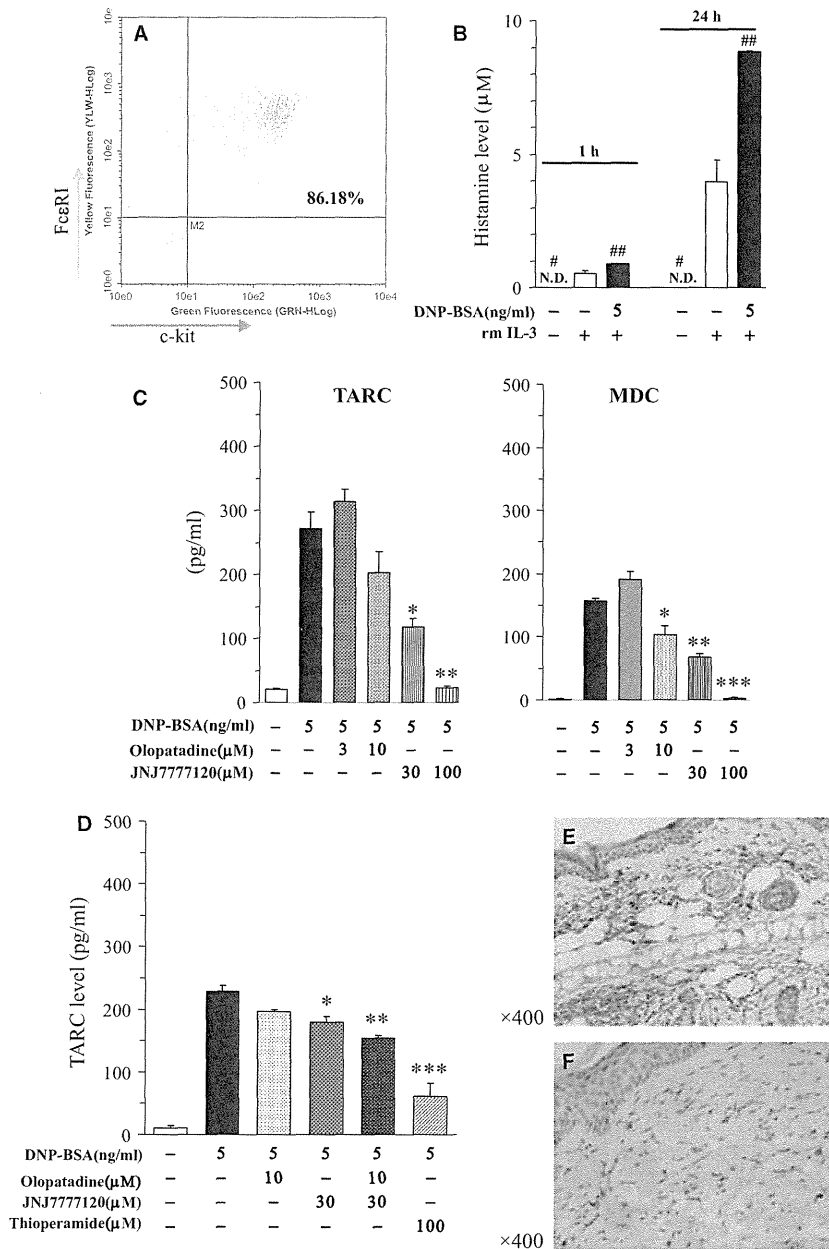 A
B
10e4
10e3
10e2
10e1
10e0
FcεRI
Yellow Fluorescence (YLW-HLog)
86.18%
M2
10e0 10e1 10e2 10e3 10e4
Green Fluorescence (GRN-HLog)
c-kit
Histamine level (μM)
10
5
0
24 h
1 h
# ## # ##
N.D. N.D.
DNP-BSA(ng/ml) – – 5 – – 5
rm IL-3 – + + – + +
C
TARC
MDC
(pg/ml)
500 500
400 400
300 300
200 200
100 100
0 0
* ** * ** ***
DNP-BSA(ng/ml) – 5 5 5 5 5 – 5 5 5 5 5
Olopatadine(μM) – – 3 10 – – – – 3 10 – –
JNJ7777120(μM) – – – – 30 100 – – – – 30 100
D
TARC level (pg/ml)
500
400
300
200
100
0
* ** ***
DNP-BSA(ng/ml) – 5 5 5 5 5
Olopatadine(μM) – – 10 – 10 –
JNJ7777120(μM) – – – 30 30 –
Thioperamide(μM) – – – – – 100
E
×400
F
×400